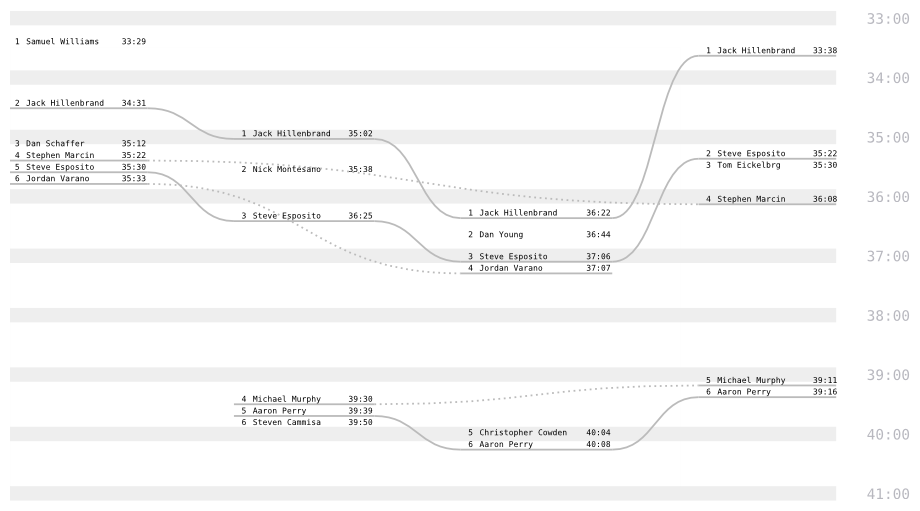 33:00
1 Samuel Williams 33:29
1 Jack Hillenbrand 33:38
34:00
2 Jack Hillenbrand 34:31
1 Jack Hillenbrand 35:02
35:00
3 Dan Schaffer 35:12
4 Stephen Marcin 35:22
2 Steve Esposito 35:22
5 Steve Esposito 35:30
2 Nick Montesano 35:38
3 Tom Eickelbrg 35:30
6 Jordan Varano 35:33
36:00
4 Stephen Marcin 36:08
3 Steve Esposito 36:25
1 Jack Hillenbrand 36:22
2 Dan Young 36:44
3 Steve Esposito 37:06
37:00
4 Jordan Varano 37:07
38:00
39:00
5 Michael Murphy 39:11
6 Aaron Perry 39:16
4 Michael Murphy 39:30
5 Aaron Perry 39:39
6 Steven Cammisa 39:50
5 Christopher Cowden 40:04
40:00
6 Aaron Perry 40:08
41:00